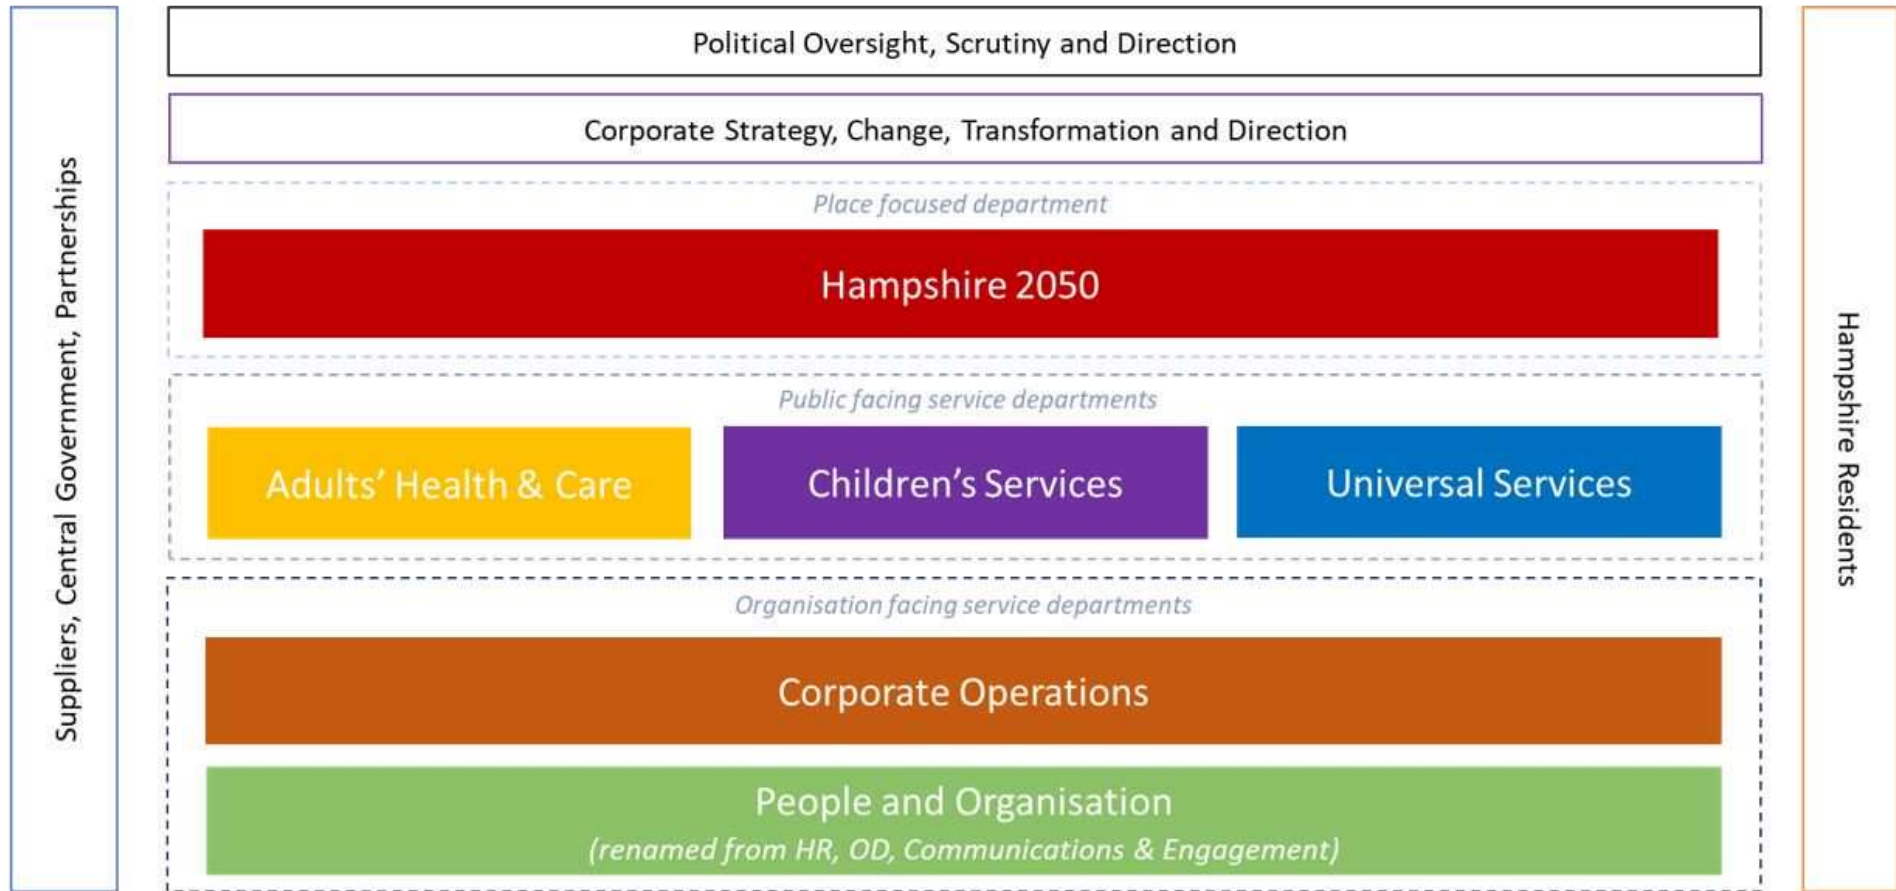 Suppliers, Central Government, Partnerships
Political Oversight, Scrutiny and Direction
Corporate Strategy, Change, Transformation and Direction
Place focused department
Hampshire 2050
Public facing service departments
Adults’ Health & Care
Children’s Services
Universal Services
Organisation facing service departments
Corporate Operations
People and Organisation
(renamed from HR, OD, Communications & Engagement)
Hampshire Residents